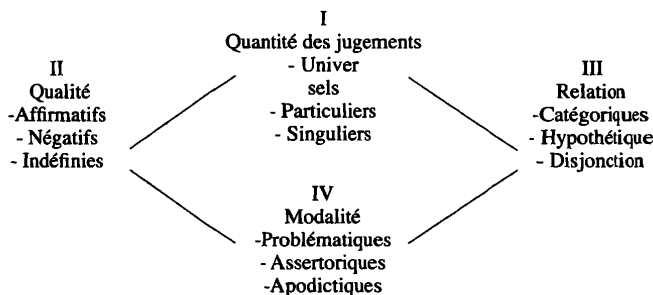 I
Quantité des jugements
- Univer
sels
- Particuliers
- Singuliers
II
Qualité
-Affirmatifs
- Négatifs
- Indéfinies
III
Relation
-Catégoriques
- Hypothétique
- Disjonction
IV
Modalité
-Problématiques
- Assertoriques
-Apodictiques